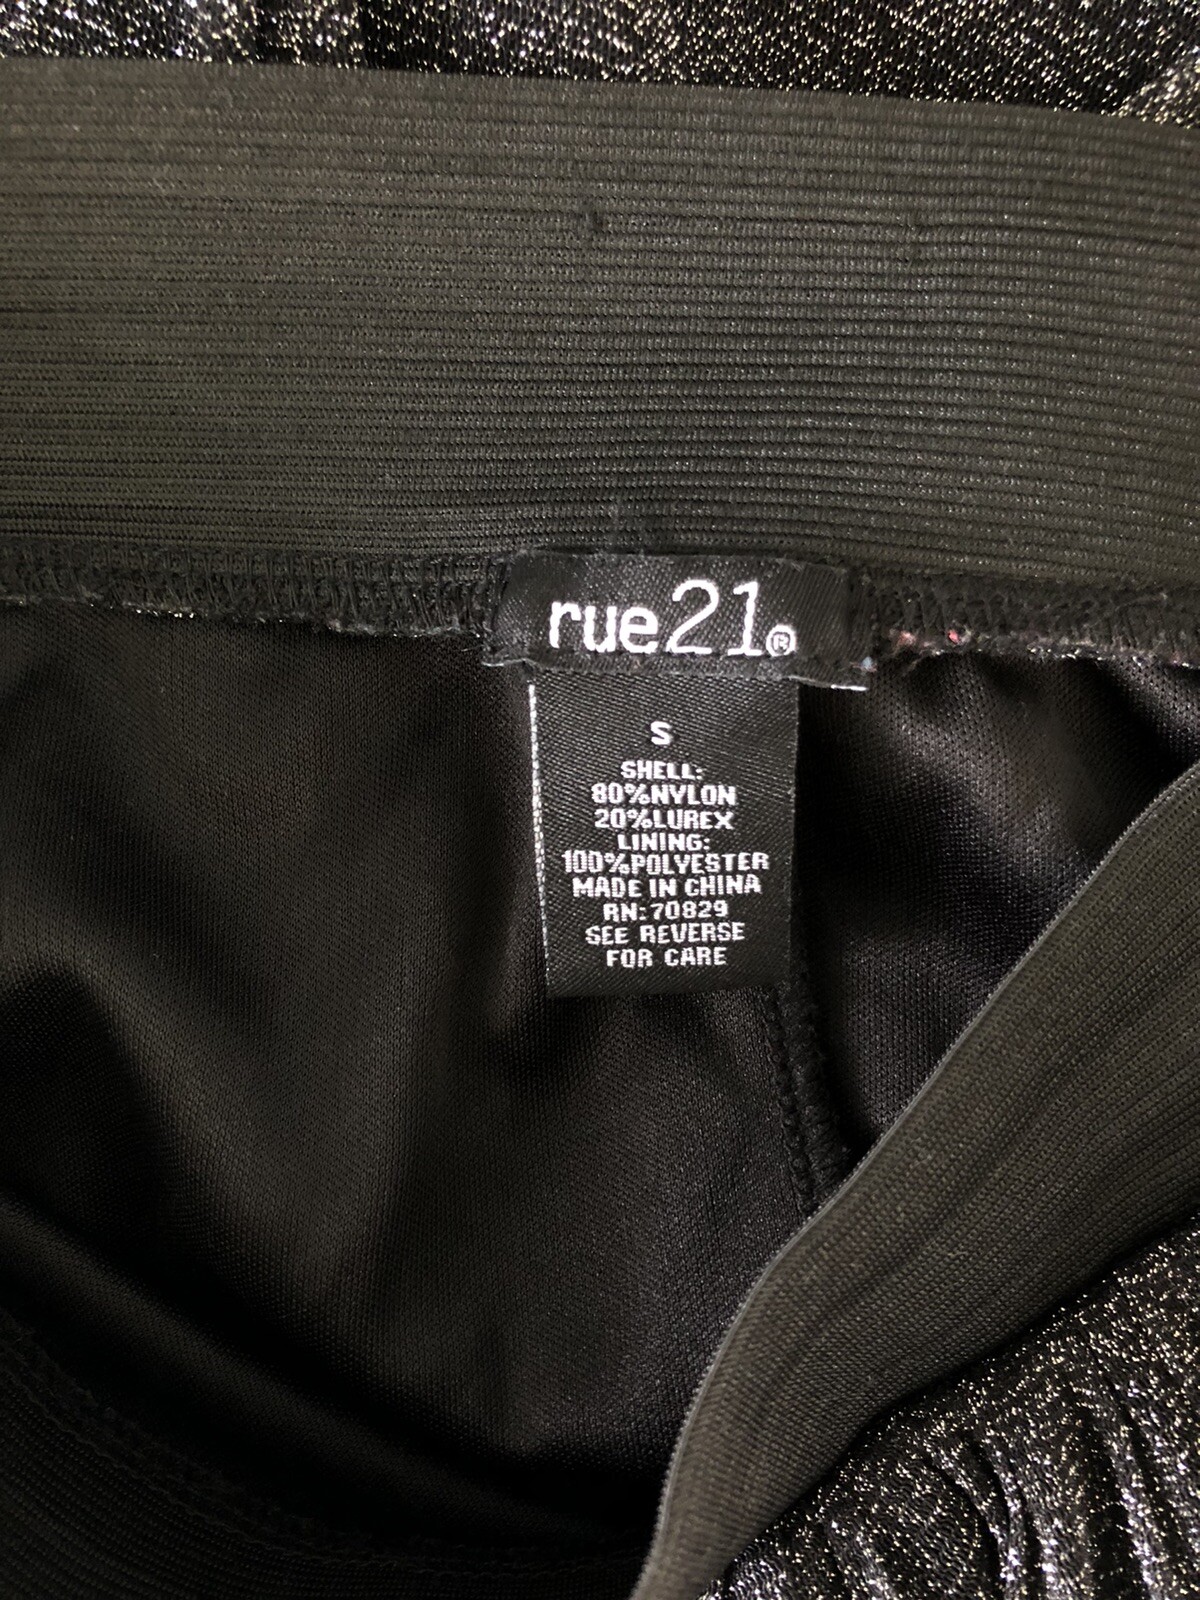 rue21®
S
SHELL:
80%NYLON
20%LUREX
LINING:
100%POLYESTER
MADE IN CHINA
RN:70829
SEE REVERSE
FOR CARE